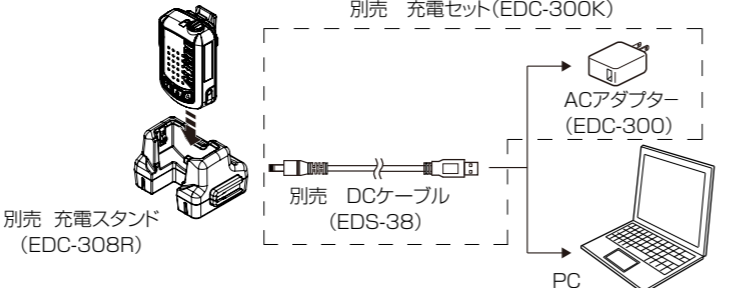 別売　充電セット(EDC-300K)
ACアダプター
(EDC-300)
別売　DCケーブル
(EDS-38)
別売 充電スタンド
(EDC-308R)
PC